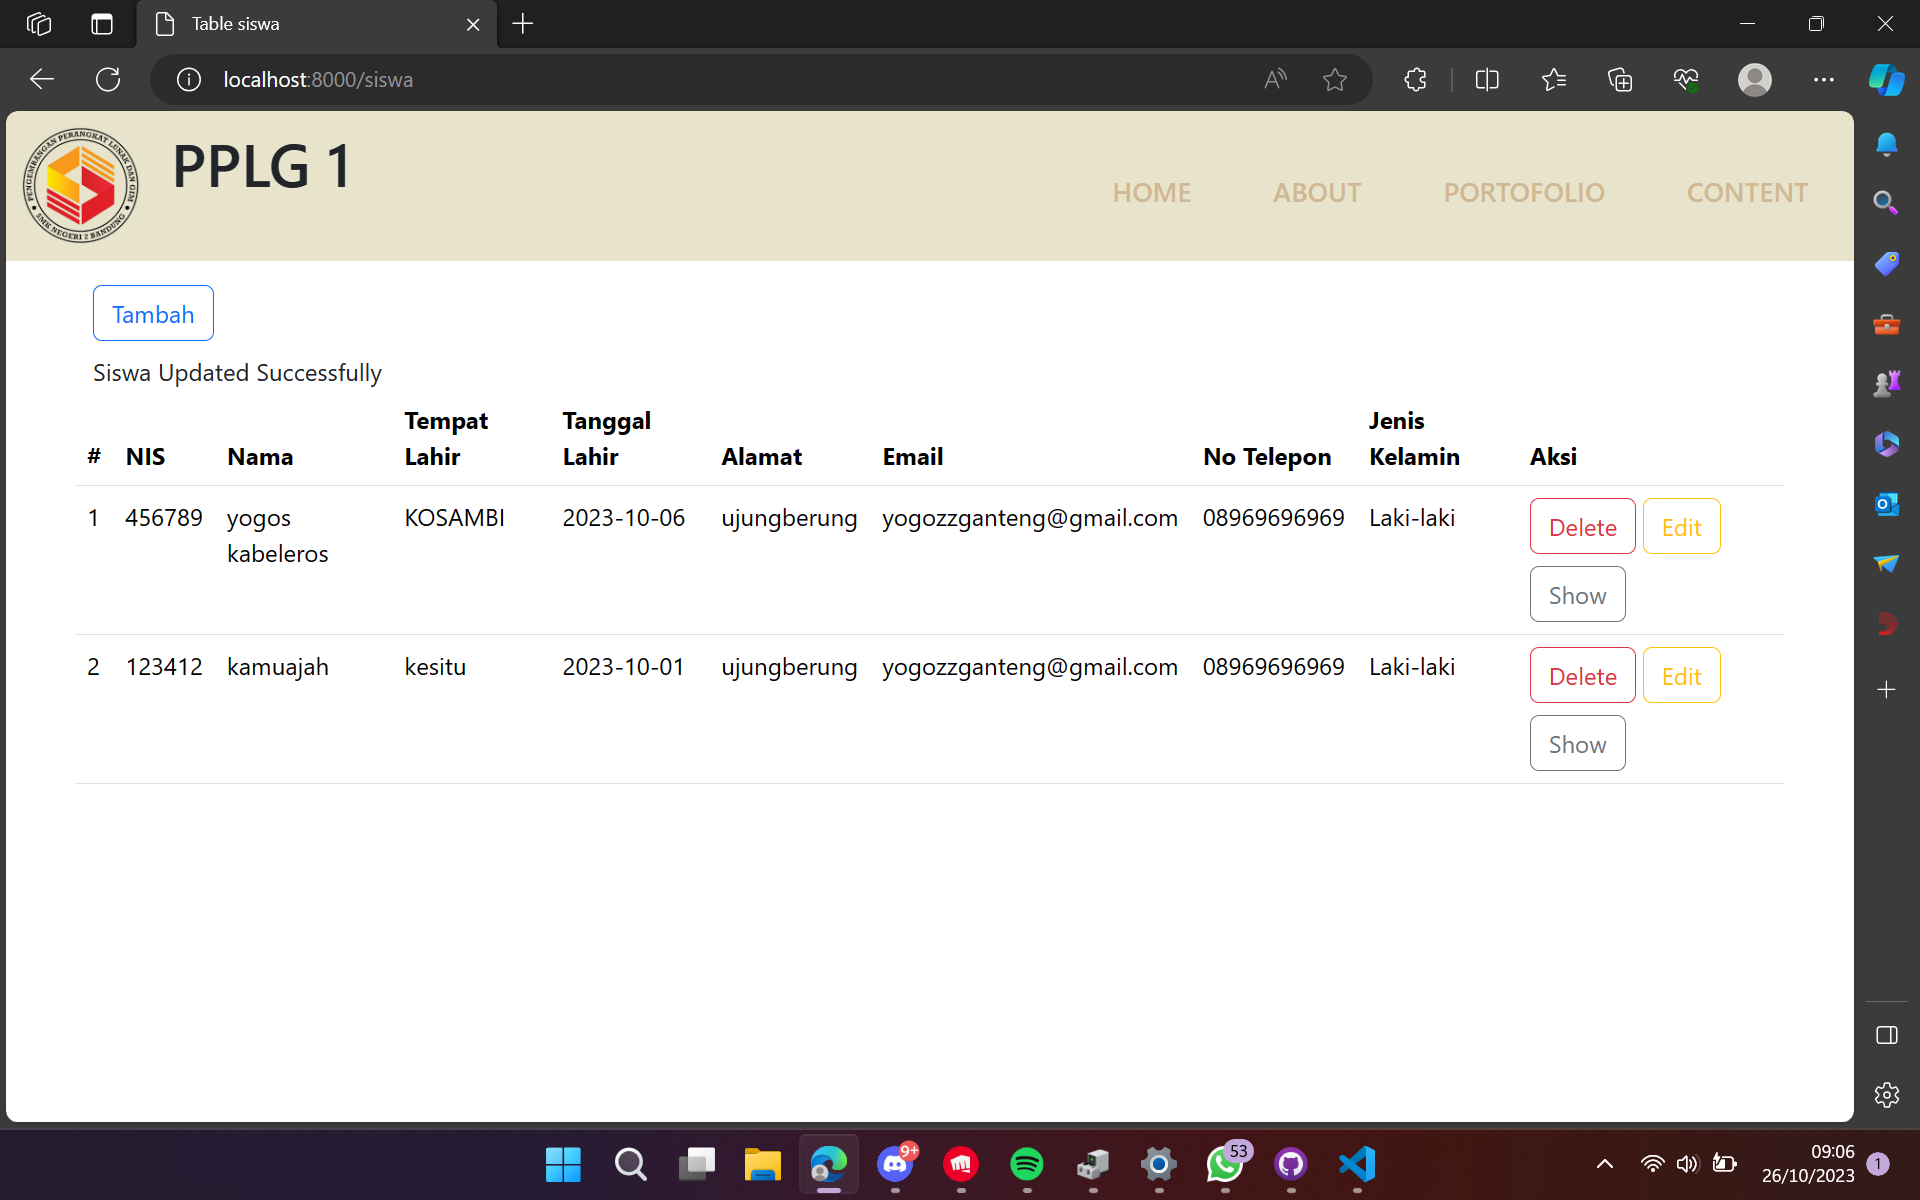 Table siswa
localhost:8000/siswa
PENGEMBANGAN PERANGKAT LUNAK DAN GIM
SMK NEGERI 2 BANDUNG
PPLG 1
HOME ABOUT PORTOFOLIO CONTENT
Tambah
Siswa Updated Successfully
# NIS Nama Tempat Lahir Tanggal Lahir Alamat Email No Telepon Jenis Kelamin Aksi
1 456789 yogos kabeleros KOSAMBI 2023-10-06 ujungberung yogozzganteng@gmail.com 08969696969 Laki-laki Delete Edit
Show
2 123412 kamuajah kesitu 2023-10-01 ujungberung yogozzganteng@gmail.com 08969696969 Laki-laki Delete Edit
Show
9+
53
09:06
26/10/2023
1